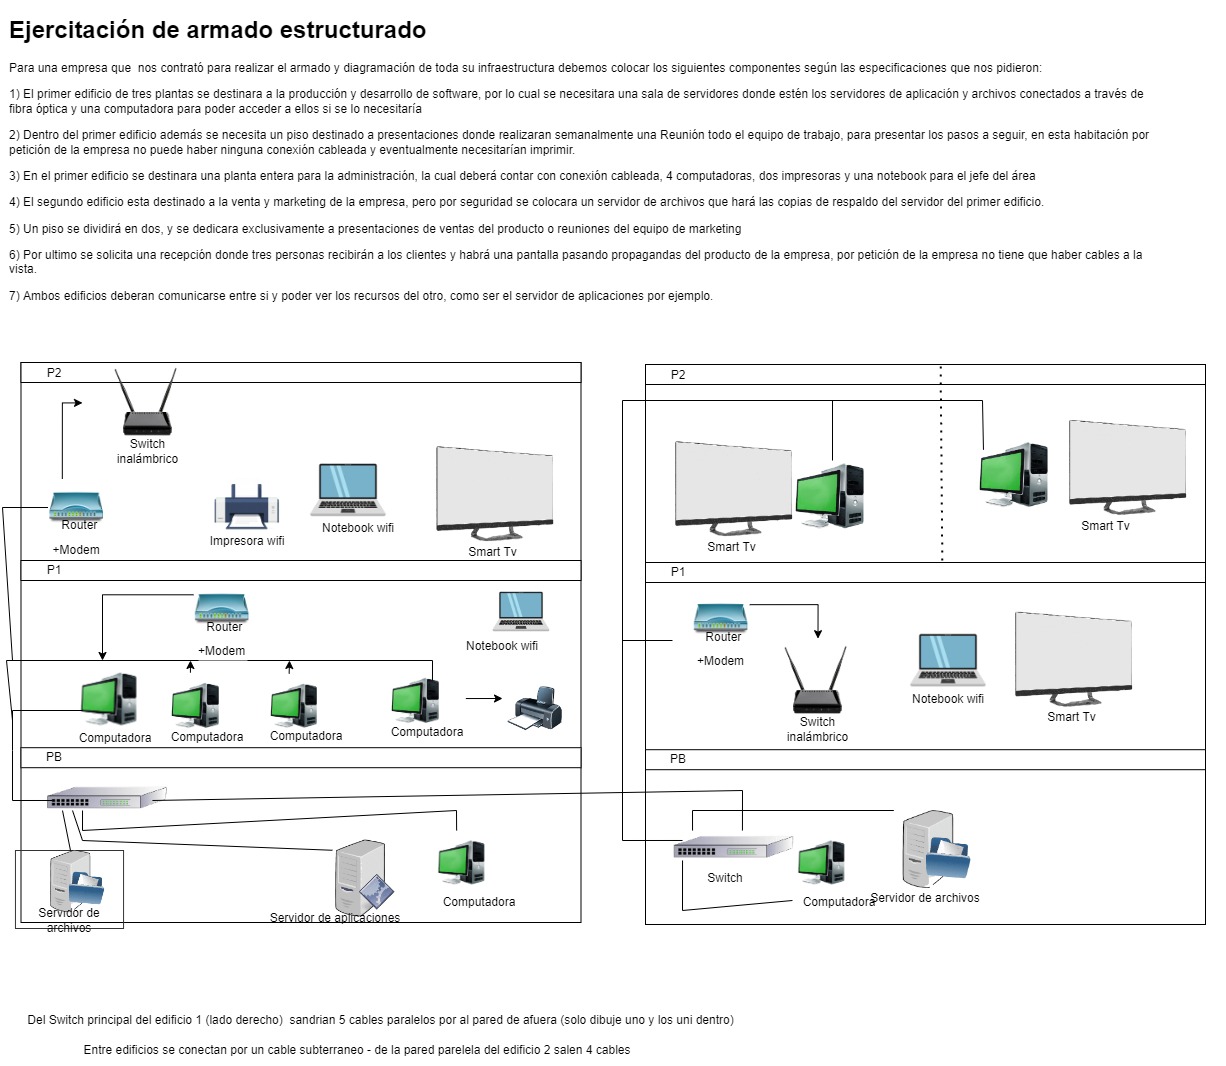 Ejercitación de armado estructurado
Para una empresa que  nos contrató para realizar el armado y diagramación de toda su infraestructura debemos colocar los siguientes componentes según las especificaciones que nos pidieron:
1) El primer edificio de tres plantas se destinara a la producción y desarrollo de software, por lo cual se necesitara una sala de servidores donde estén los servidores de aplicación y archivos conectados a través de
fibra óptica y una computadora para poder acceder a ellos si se lo necesitaría
2) Dentro del primer edificio además se necesita un piso destinado a presentaciones donde realizaran semanalmente una Reunión todo el equipo de trabajo, para presentar los pasos a seguir, en esta habitación por
petición de la empresa no puede haber ninguna conexión cableada y eventualmente necesitarían imprimir.
3) En el primer edificio se destinara una planta entera para la administración, la cual deberá contar con conexión cableada, 4 computadoras, dos impresoras y una notebook para el jefe del área
4) El segundo edificio esta destinado a la venta y marketing de la empresa, pero por seguridad se colocara un servidor de archivos que hará las copias de respaldo del servidor del primer edificio.
5) Un piso se dividirá en dos, y se dedicara exclusivamente a presentaciones de ventas del producto o reuniones del equipo de marketing
6) Por ultimo se solicita una recepción donde tres personas recibirán a los clientes y habrá una pantalla pasando propagandas del producto de la empresa, por petición de la empresa no tiene que haber cables a la
vista.
7) Ambos edificios deberan comunicarse entre si y poder ver los recursos del otro, como ser el servidor de aplicaciones por ejemplo.
P2
Switch
inalámbrico
Router
+Modem
Impresora wifi
Notebook wifi
Smart Tv
P1
Router
+Modem
Notebook wifi
Computadora
Computadora
Computadora
Computadora
PB
Servidor de
archivos
Servidor de aplicaciones
Computadora
P2
Smart Tv
Smart Tv
P1
Router
+Modem
Switch
inalámbrico
Notebook wifi
Smart Tv
PB
Switch
Computadora
Servidor de archivos
Del Switch principal del edificio 1 (lado derecho)  sandrian 5 cables paralelos por al pared de afuera (solo dibuje uno y los uni dentro)
Entre edificios se conectan por un cable subterraneo - de la pared parelela del edificio 2 salen 4 cables